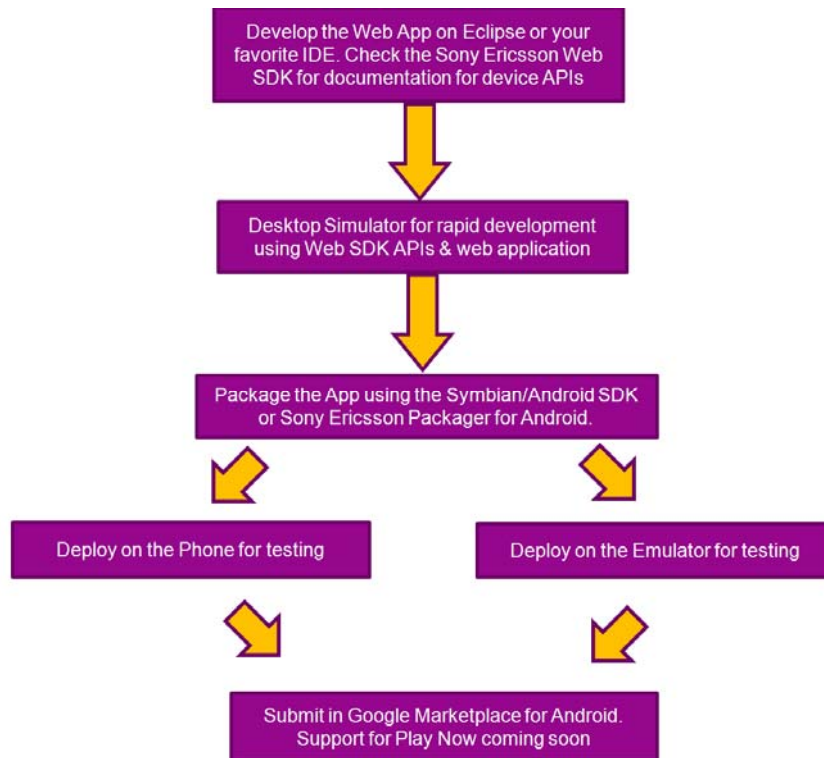 Develop the Web App on Eclipse or your
favorite IDE. Check the Sony Ericsson Web
SDK for documentation for device APIs
Desktop Simulator for rapid development
using Web SDK APIs & web application
Package the App using the Symbian/Android SDK
or Sony Ericsson Packager for Android.
Deploy on the Phone for testing
Deploy on the Emulator for testing
Submit in Google Marketplace for Android.
Support for Play Now coming soon